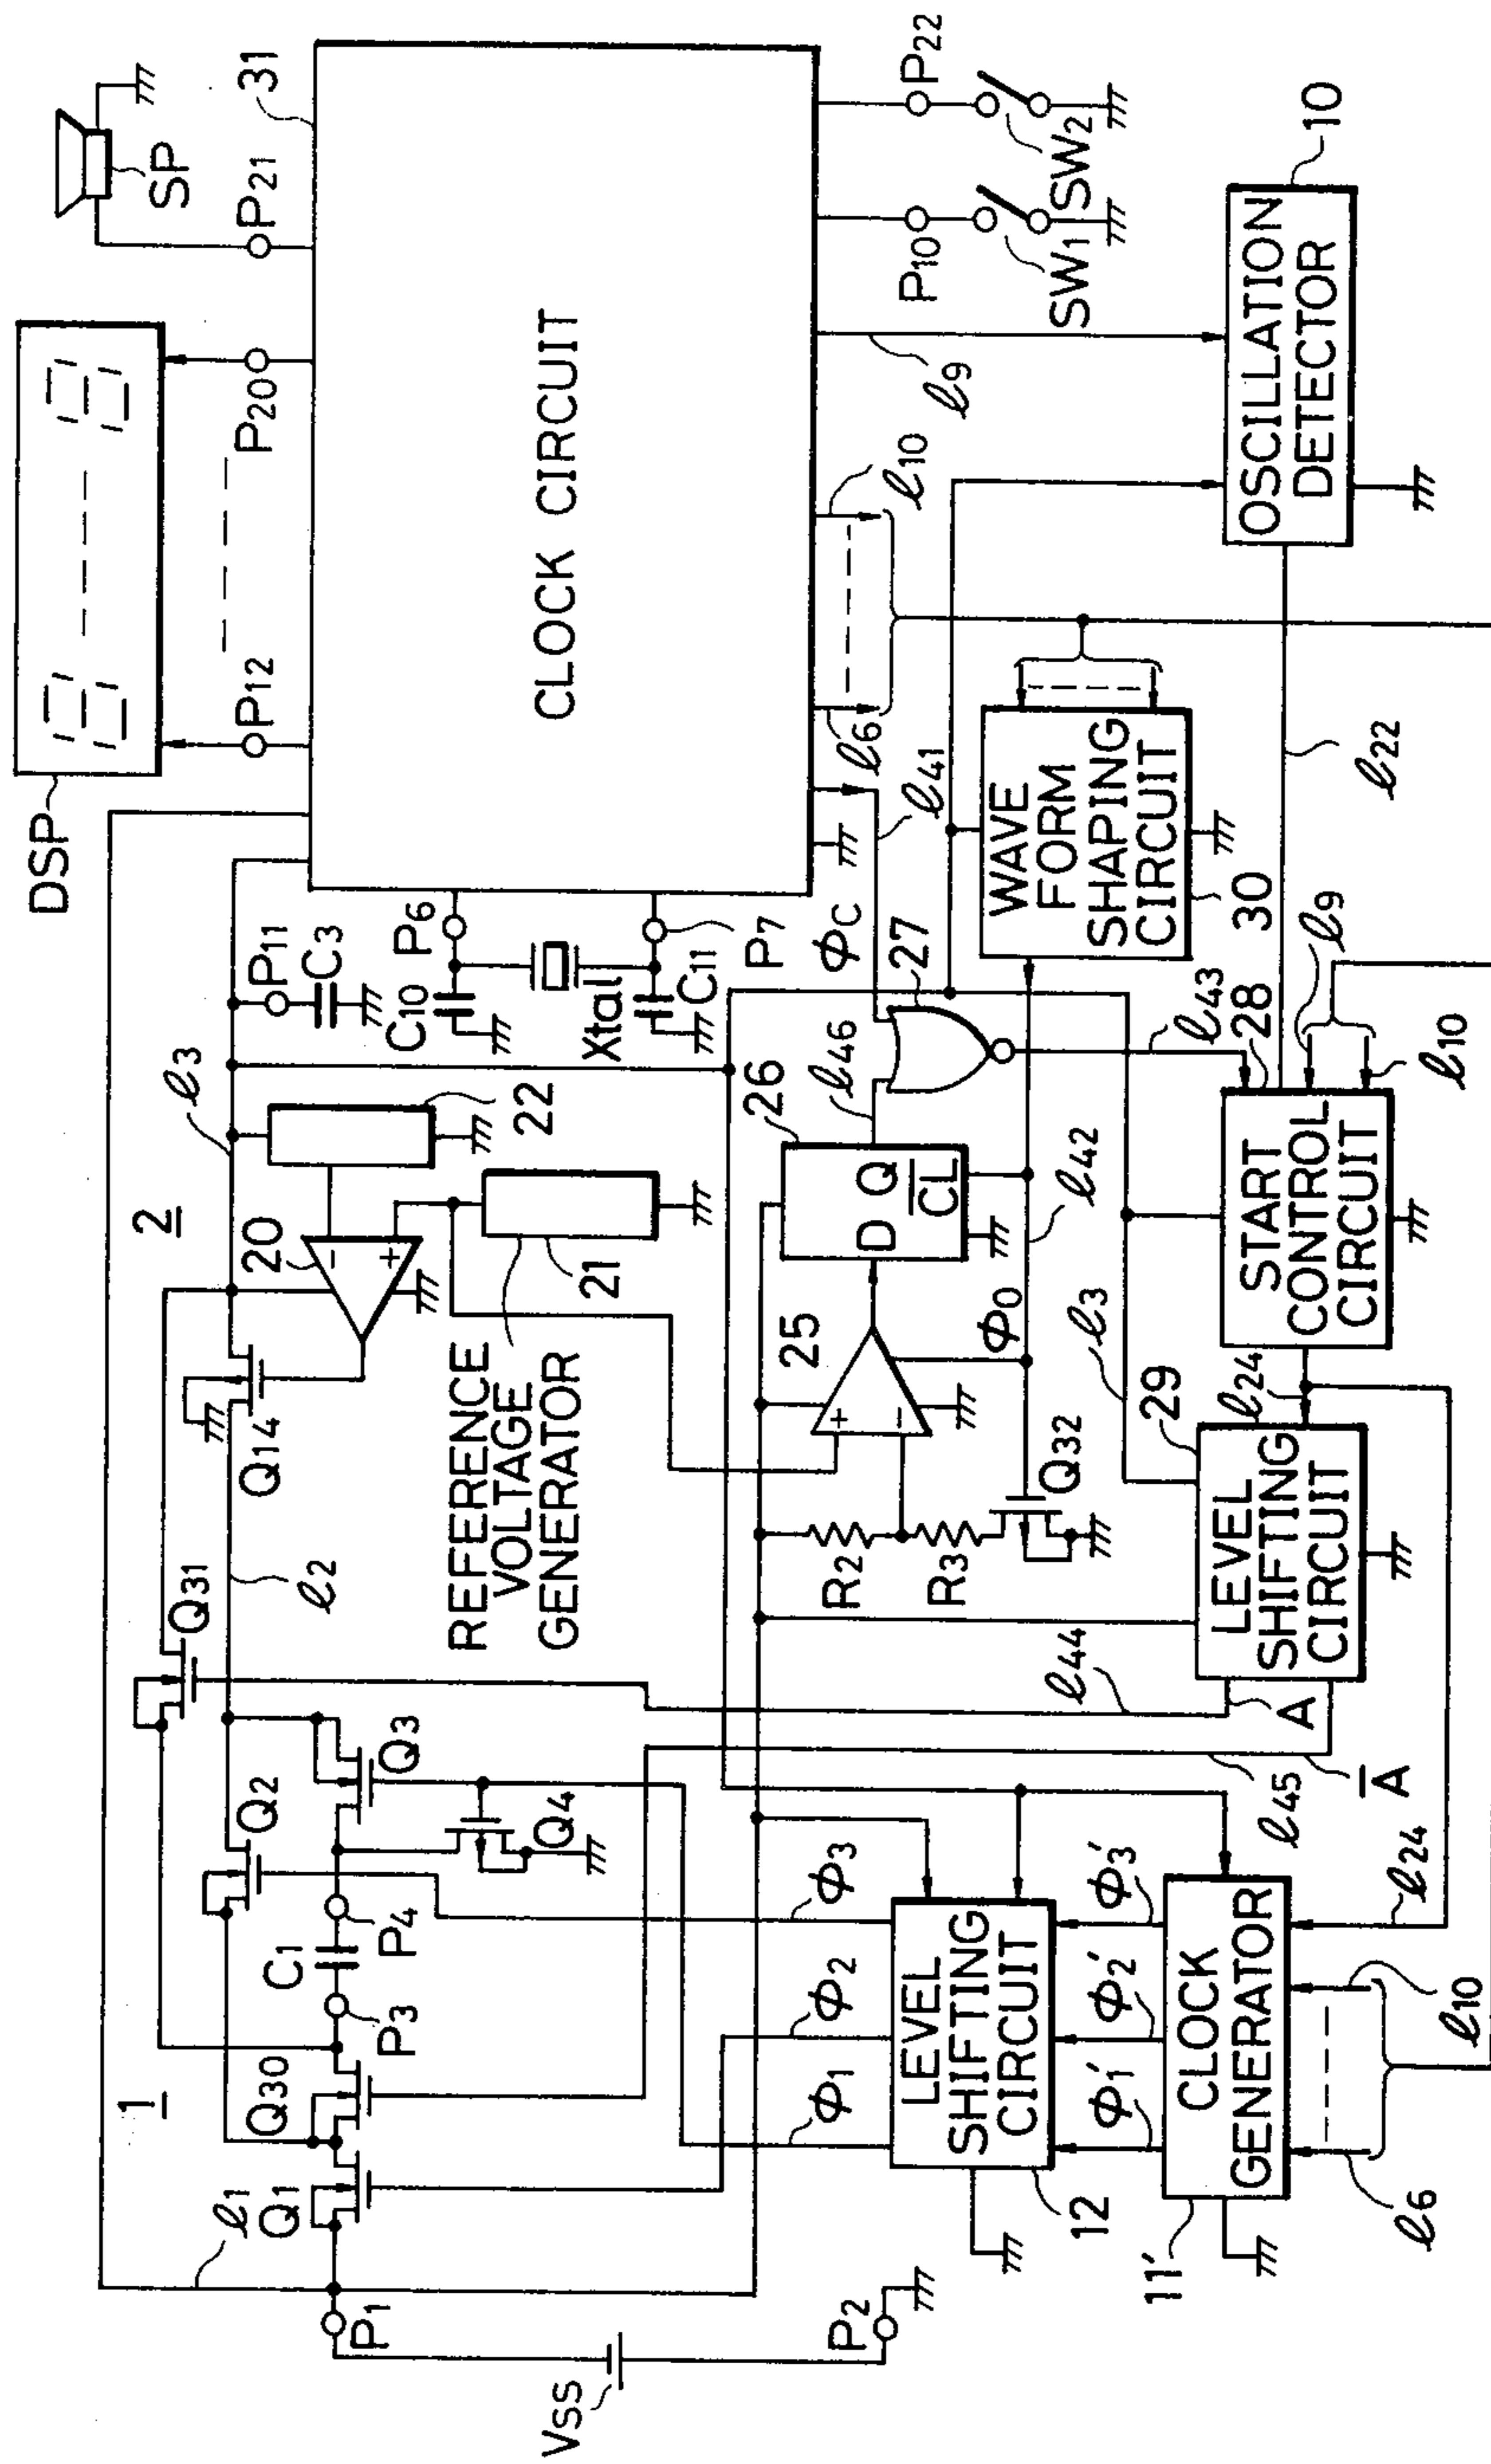 DSP
P12
P20
P21
SP
31
CLOCK CIRCUIT
P22
SW2
P10
SW1
ℓ9
ℓ10
ℓ6
ℓ41
ϕC
OSCILLATION
DETECTOR
10
ℓ22
WAVE
FORM
SHAPING
CIRCUIT
30
P11
C3
P6
C10
Xtal
C11
P7
27
ℓ46
26
D Q
C̅L̅
ℓ43
28
ℓ9
ℓ10
START
CONTROL
CIRCUIT
ℓ42
ℓ3
22
2
20
−
+
21
REFERENCE
VOLTAGE
GENERATOR
Q14
ℓ3
25
+
−
ϕ0
Q32
R2
R3
29
ℓ24
LEVEL
SHIFTING
CIRCUIT
ℓ2
Q31
ℓ44
A
ℓ45
A̅
Q3
Q2
Q4
P4
C1
P3
1
Q30
Q1
ℓ1
ϕ3
ϕ2
ϕ1
LEVEL
SHIFTING
CIRCUIT
12
ϕ3'
ϕ2'
ϕ1'
CLOCK
GENERATOR
11'
ℓ24
ℓ10
ℓ6
P1
P2
VSS